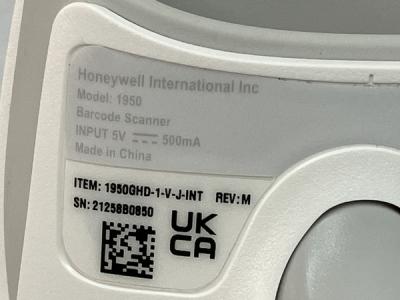 Honeywell International Inc
Model: 1950
Barcode Scanner
INPUT 5V ⎓ 500mA
Made in China
ITEM: 1950GHD-1-V-J-INT REV: M
SN: 21258B0850
UK
CA